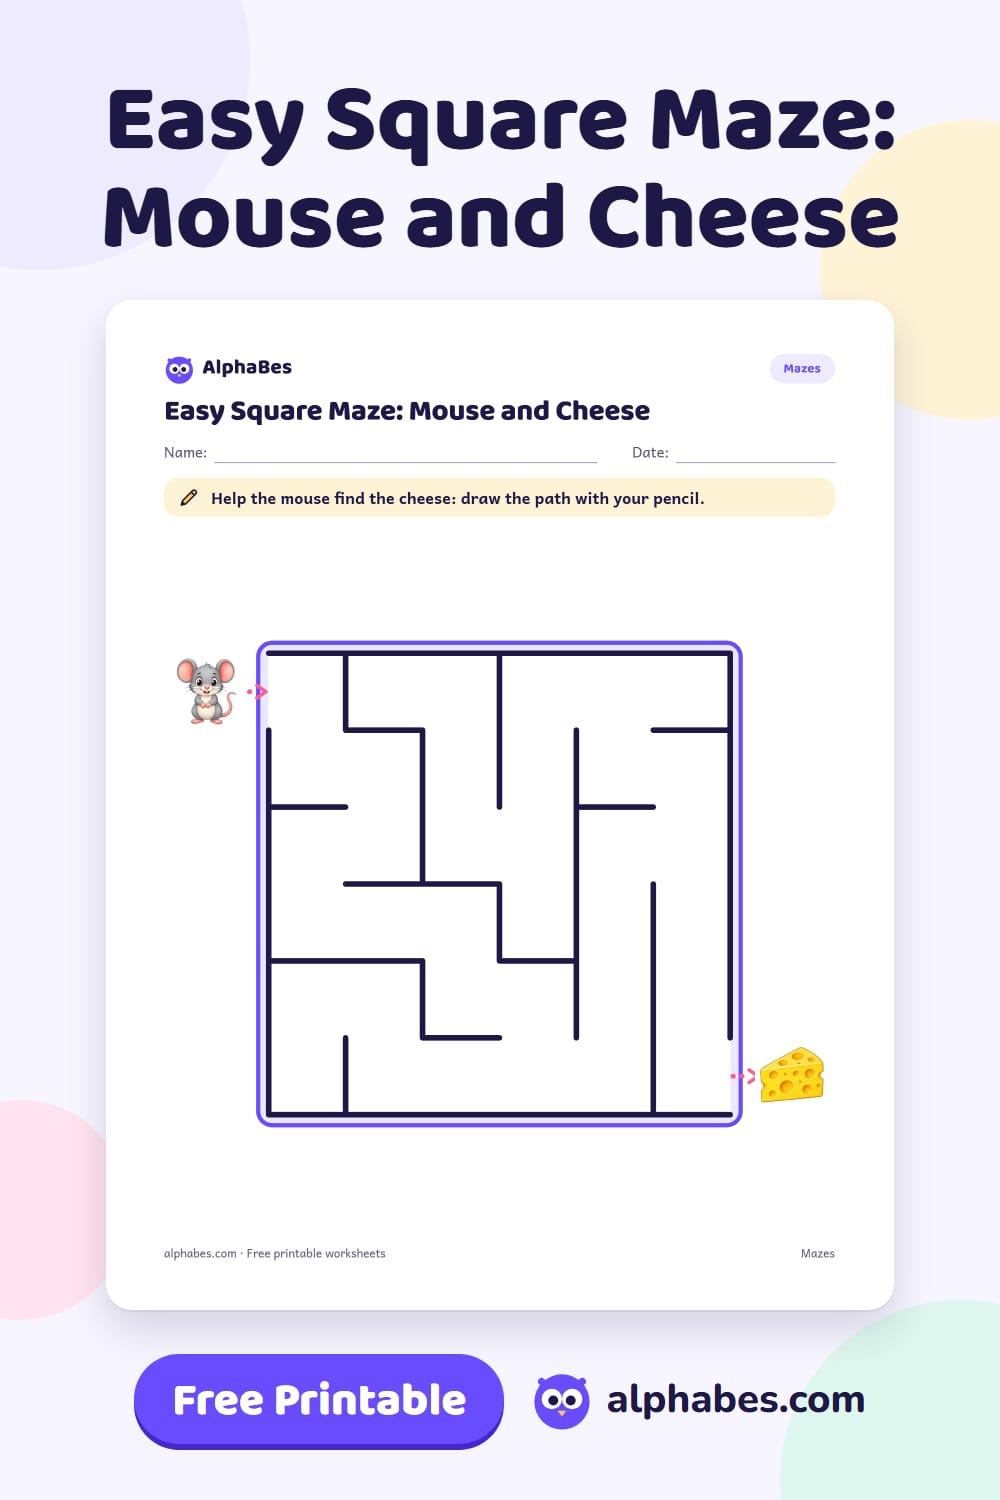 Easy Square Maze:
Mouse and Cheese
AlphaBes
Mazes
Easy Square Maze: Mouse and Cheese
Name:
Date:
Help the mouse find the cheese: draw the path with your pencil.
alphabes.com · Free printable worksheets
Mazes
Free Printable
alphabes.com